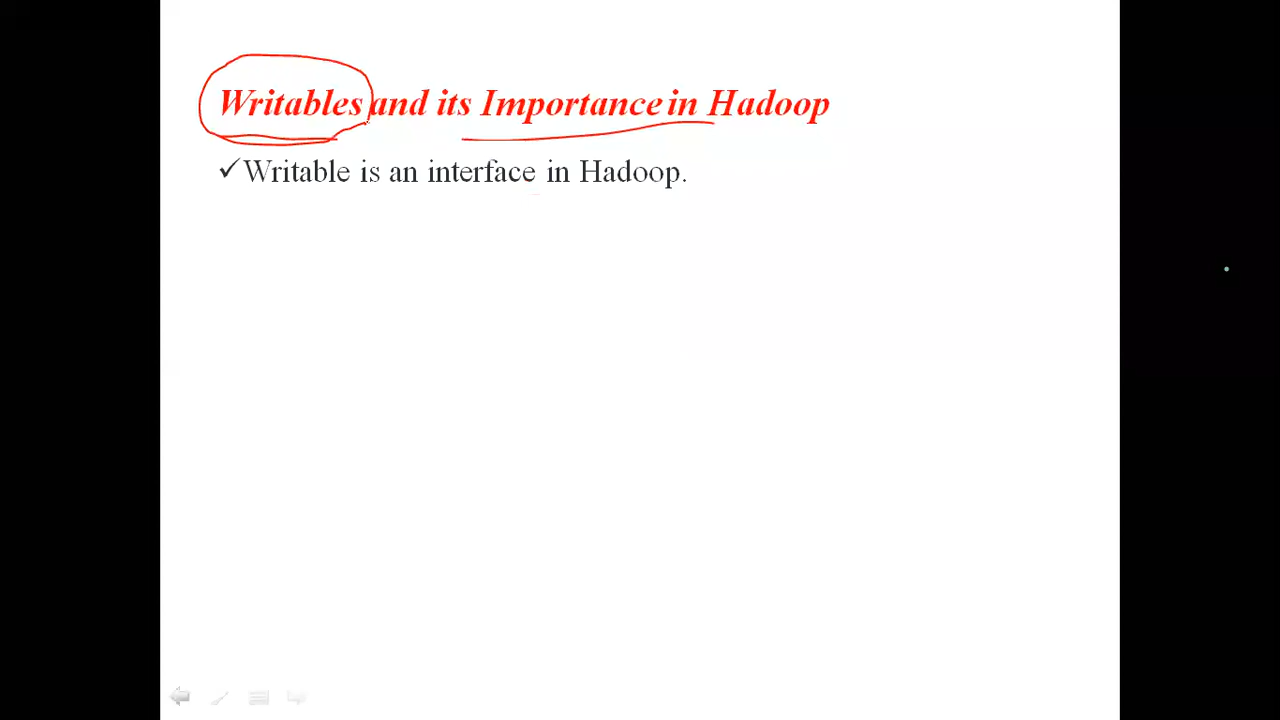 Writables and its Importance in Hadoop
✓Writable is an interface in Hadoop.